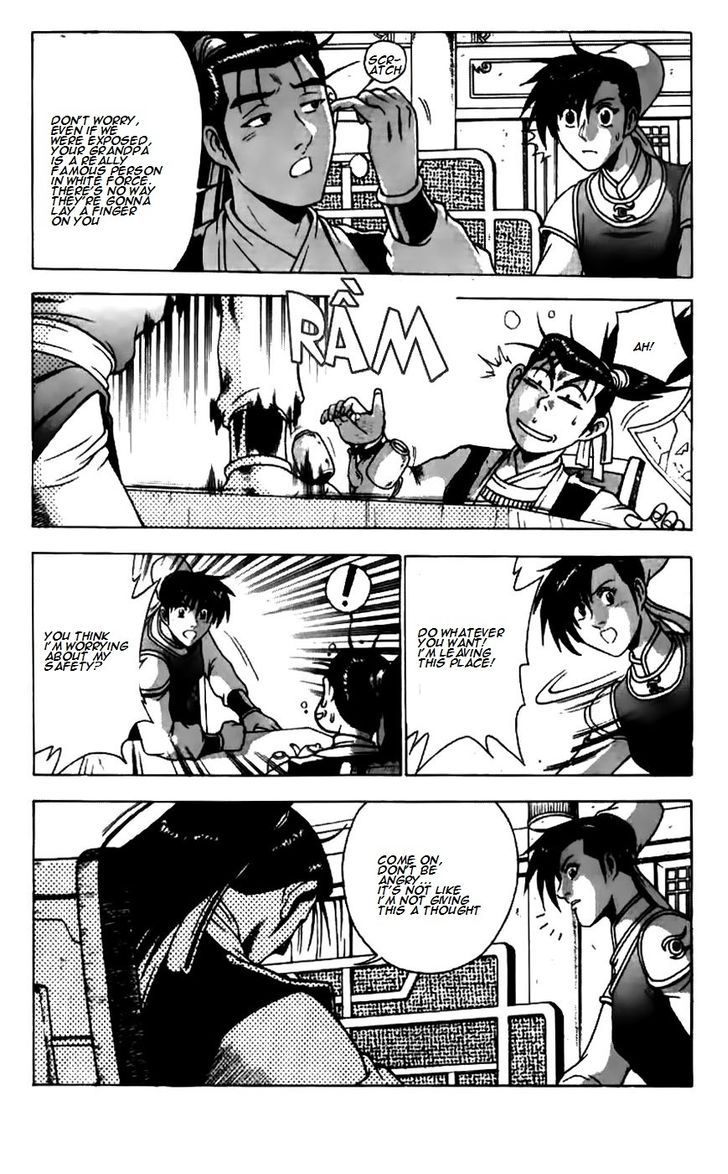 SCR-
ATCH
DON'T WORRY,
EVEN IF WE
WERE EXPOSED,
YOUR GRANDPA
IS A REALLY
FAMOUS PERSON
IN WHITE FORCE.
THERE'S NO WAY
THEY'RE GONNA
LAY A FINGER
ON YOU
RẦM
AH!
YOU THINK
I'M WORRYING
ABOUT MY
SAFETY?
!
DO WHATEVER
YOU WANT!
I'M LEAVING
THIS PLACE!
COME ON,
DON'T BE
ANGRY...
IT'S NOT LIKE
I'M NOT GIVING
THIS A THOUGHT